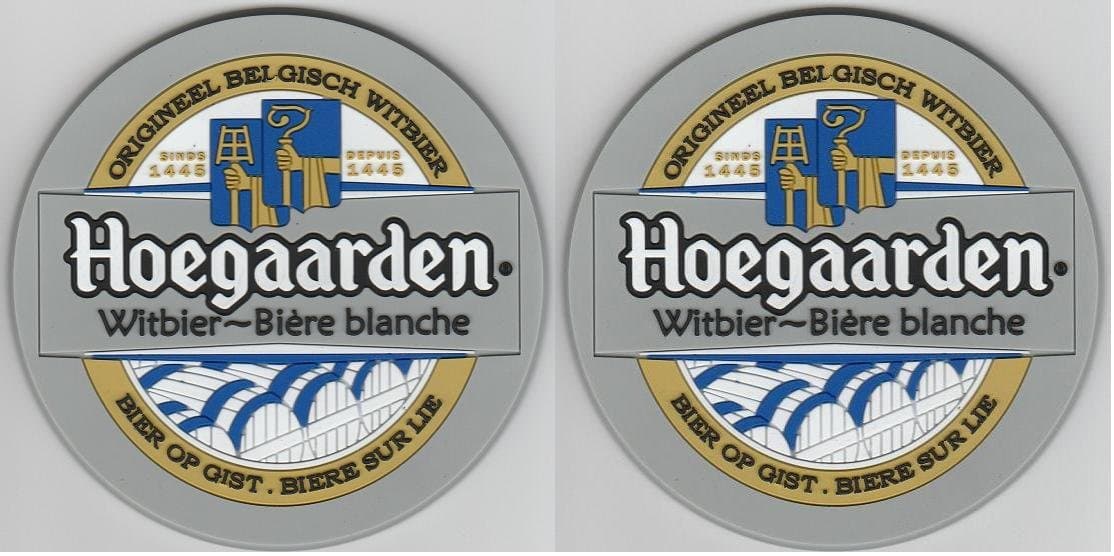 ORIGINEEL BELGISCH WITBIER
SINDS DEPUIS
1445 1445
Hoegaarden
Witbier~Bière blanche
BIER OP GIST . BIERE SUR LIE
ORIGINEEL BELGISCH WITBIER
SINDS DEPUIS
1445 1445
Hoegaarden
Witbier~Bière blanche
BIER OP GIST . BIERE SUR LIE